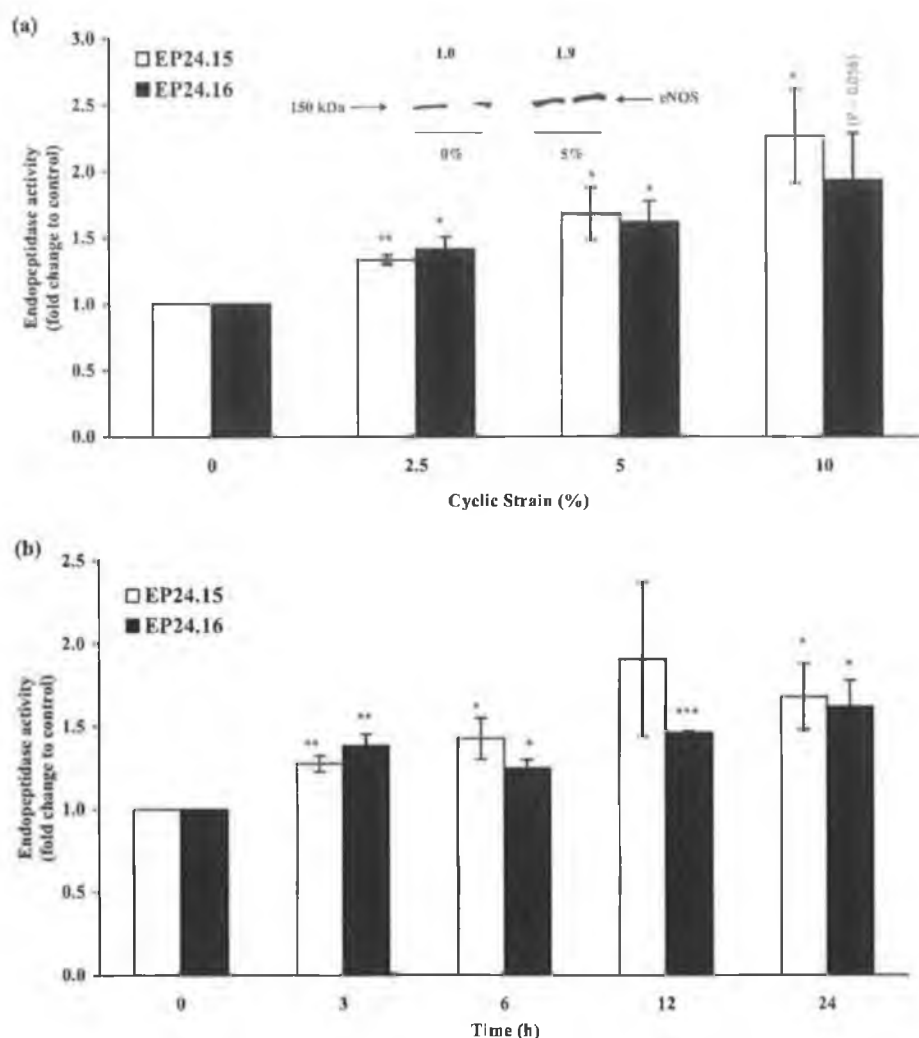 (a)
3.0
2.5
2.0
1.5
1.0
0.5
0.0
Endopeptidase activity
(fold change to control)
EP24.15
EP24.16
1.0 1.9
150 kDa eNOS
0% 5%
** * * * *
0 2.5 5 10
Cyclic Strain (%)
(b)
2.5
2.0
1.5
1.0
0.5
0.0
Endopeptidase activity
(fold change to control)
EP24.15
EP24.16
** ** * * *** * *
0 3 6 12 24
Time (h)